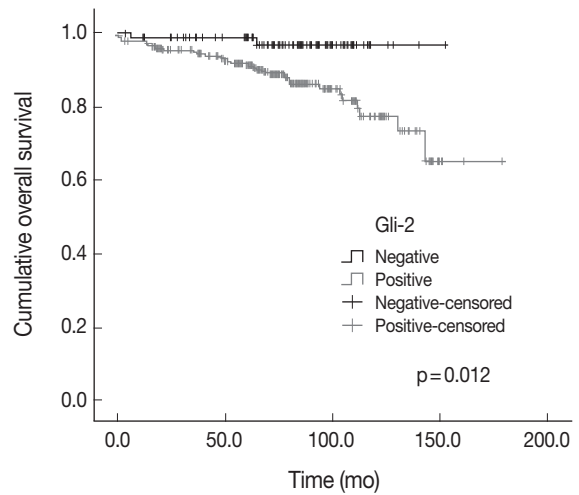 1.0
0.8
0.6
0.4
0.2
0.0
Cumulative overall survival
Gli-2
Negative
Positive
Negative-censored
Positive-censored
p=0.012
0.0 50.0 100.0 150.0 200.0
Time (mo)